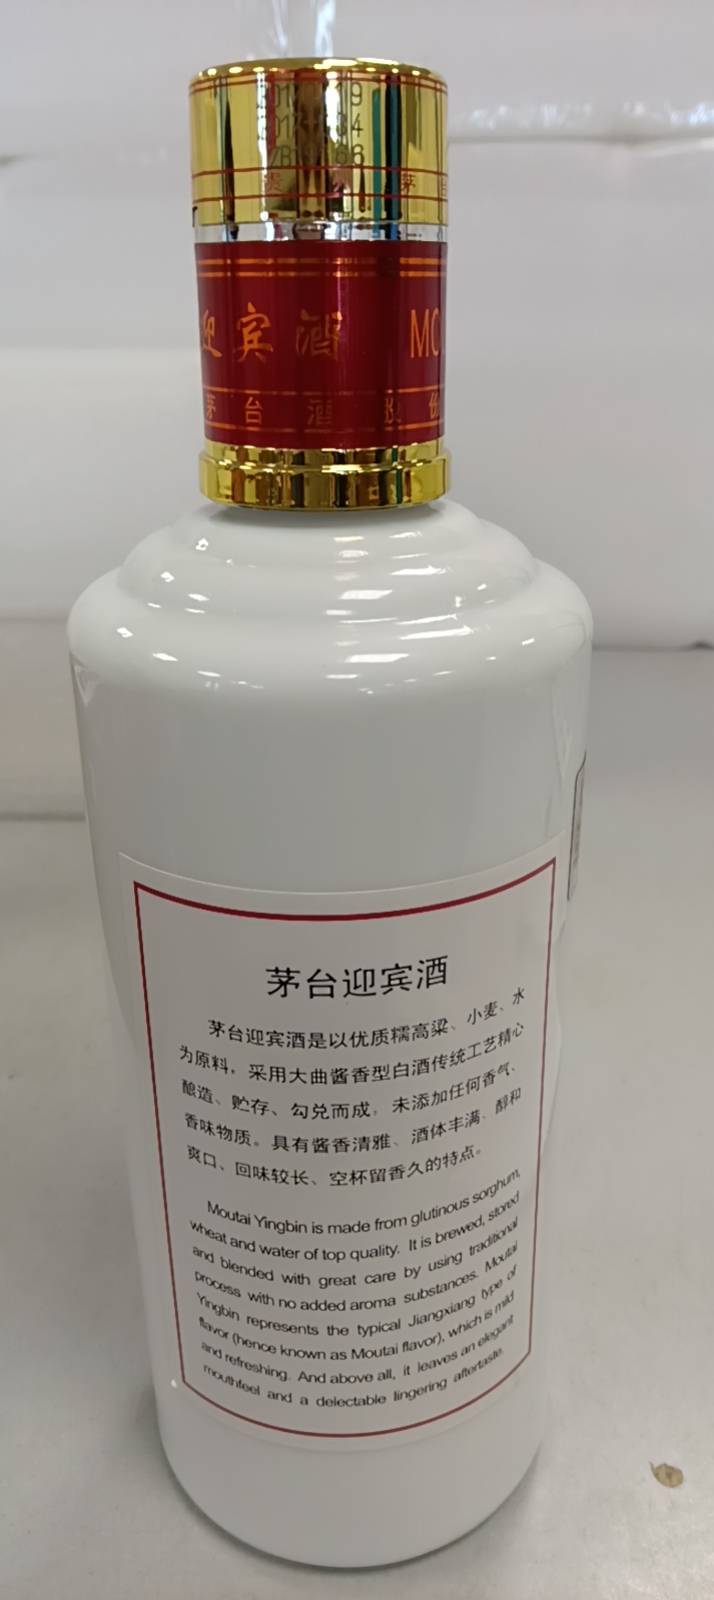 迎宾酒 MO
茅台酒股份
茅台迎宾酒
茅台迎宾酒是以优质糯高粱、小麦、水
为原料，采用大曲酱香型白酒传统工艺精心
酿造、贮存、勾兑而成，未添加任何香气、
香味物质。具有酱香清雅、酒体丰满、醇和
爽口、回味较长、空杯留香久的特点。
Moutai Yingbin is made from glutinous sorghum,
wheat and water of top quality. It is brewed, stored
and blended with great care by using traditional
process with no added aroma substances. Moutai
Yingbin represents the typical Jiangxiang type of
flavor (hence known as Moutai flavor), which is mild
and refreshing. And above all, it leaves an elegant
mouthfeel and a delectable lingering aftertaste.